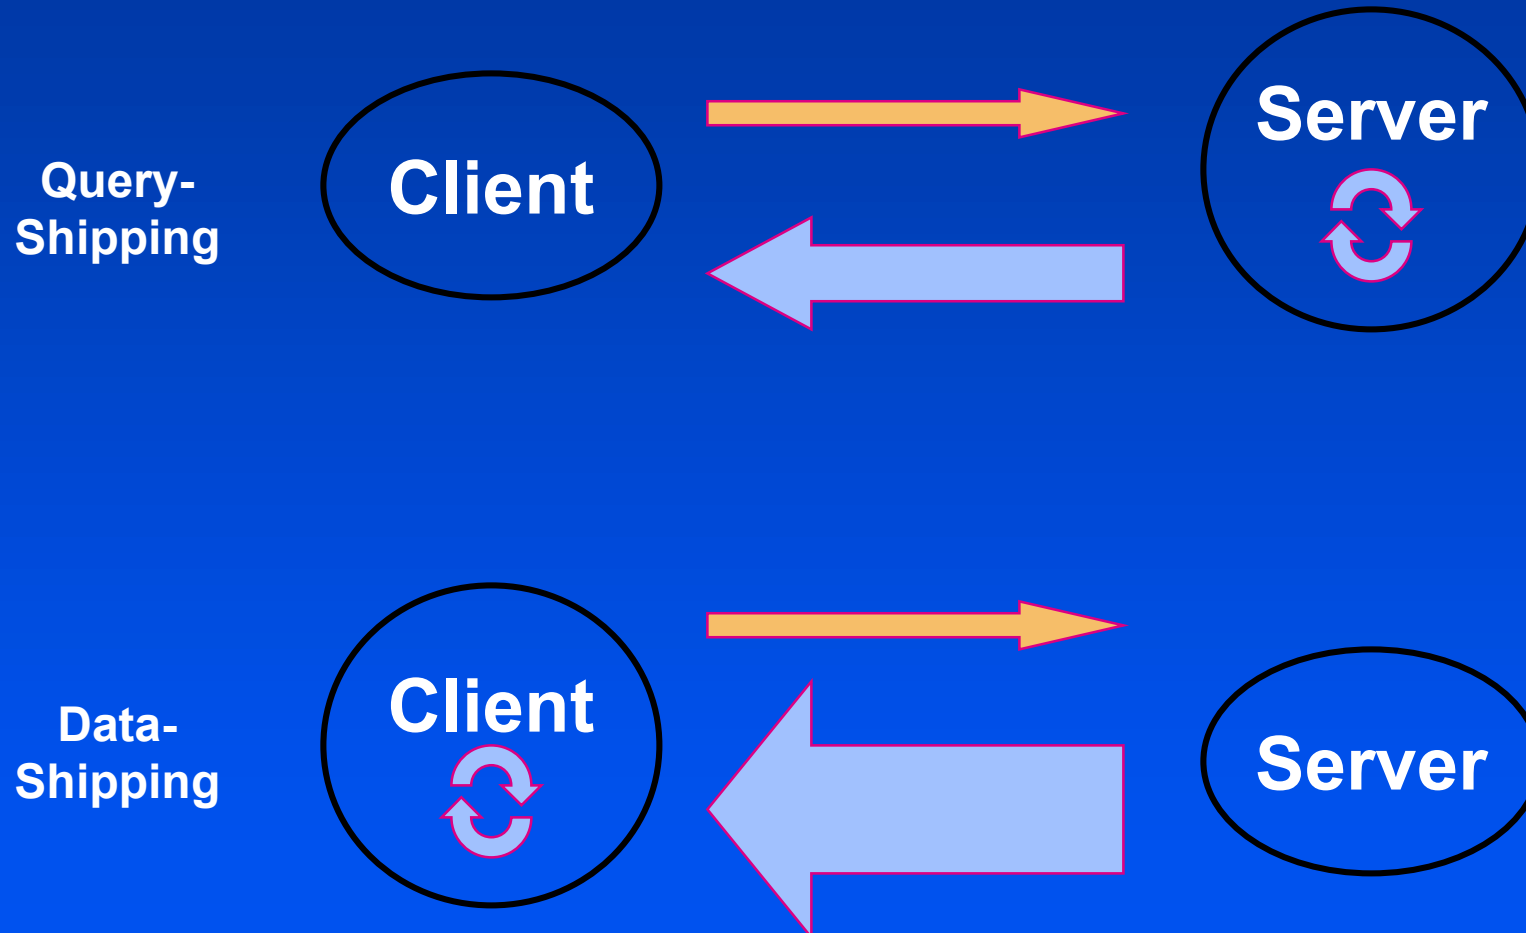 Query-
Shipping
Client
Server
Data-
Shipping
Client
Server